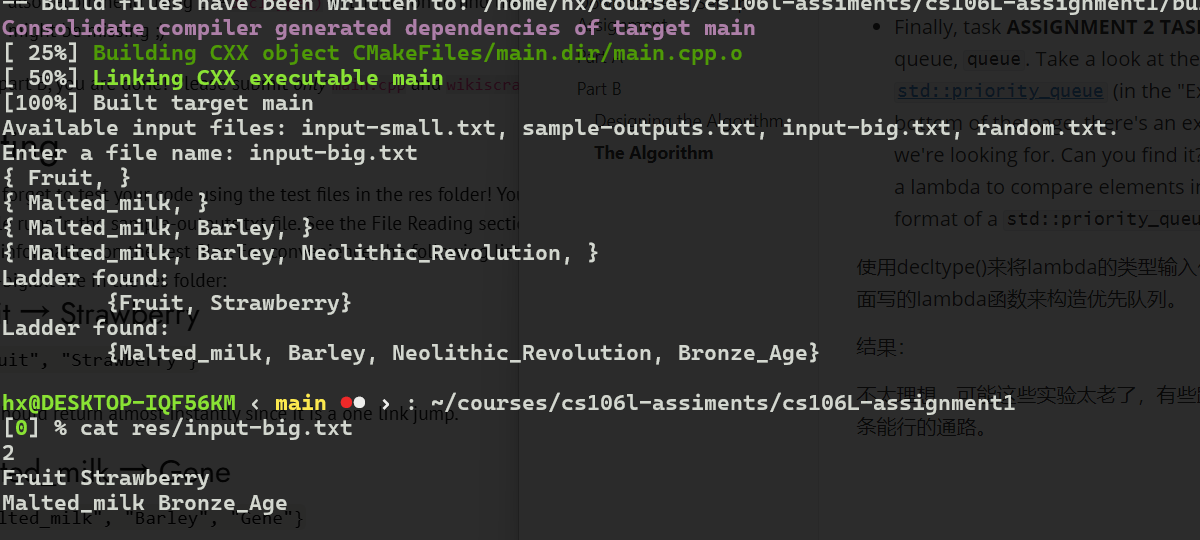 -- Build files have been written to: /home/hx/courses/cs106l-assiments/cs106L-assignment1/bui
Consolidate compiler generated dependencies of target main
[ 25%] Building CXX object CMakeFiles/main.dir/main.cpp.o
[ 50%] Linking CXX executable main
[100%] Built target main
Available input files: input-small.txt, sample-outputs.txt, input-big.txt, random.txt.
Enter a file name: input-big.txt
{ Fruit, }
{ Malted_milk, }
{ Malted_milk, Barley, }
{ Malted_milk, Barley, Neolithic_Revolution, }
Ladder found:
{Fruit, Strawberry}
Ladder found:
{Malted_milk, Barley, Neolithic_Revolution, Bronze_Age}
hx@DESKTOP-IQF56KM ‹ main › : ~/courses/cs106l-assiments/cs106L-assignment1
[0] % cat res/input-big.txt
2
Fruit Strawberry
Malted_milk Bronze_Age
Part B
Designing the Algorithm
The Algorithm
Finally, task ASSIGNMENT 2 TAS
queue, queue. Take a look at the
std::priority_queue (in the "Ex
bottom of the page, there's an ex
we're looking for. Can you find it?
a lambda to compare elements in
format of a std::priority_queu
使用decltype()来将lambda的类型输入
面写的lambda函数来构造优先队列。
结果：
不太理想，可能这些实验太老了，有些
条能行的通路。